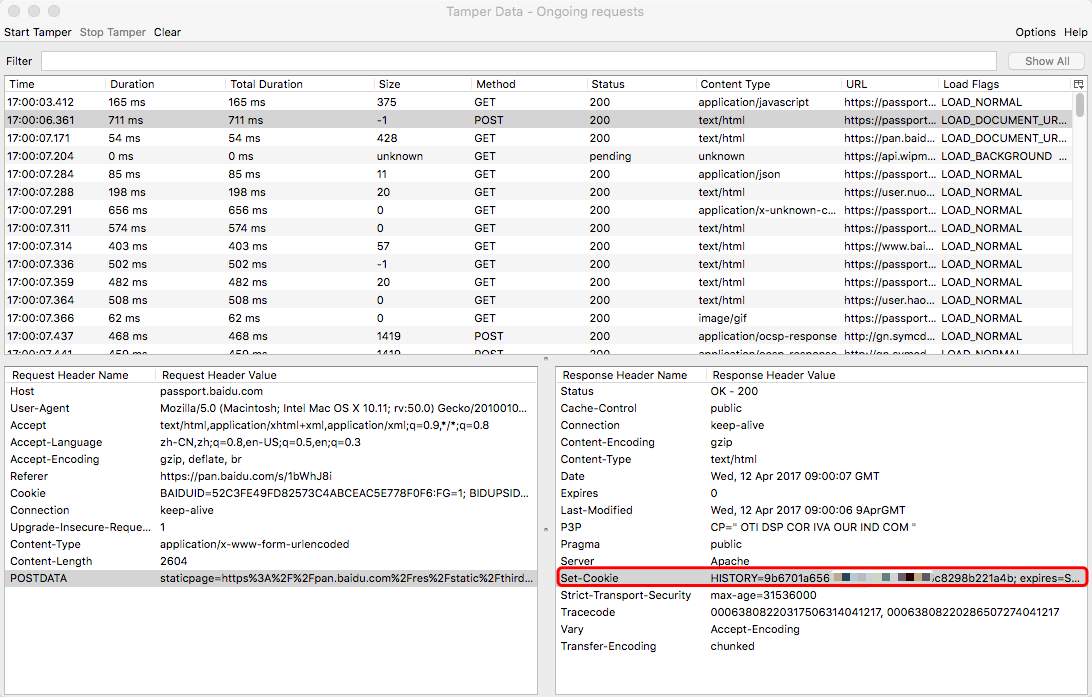 Tamper Data - Ongoing requests
Start Tamper Stop Tamper Clear Options Help
Filter Show All
Time Duration Total Duration Size Method Status Content Type URL Load Flags
17:00:03.412 165 ms 165 ms 375 GET 200 application/javascript https://passport... LOAD_NORMAL
17:00:06.361 711 ms 711 ms -1 POST 200 text/html https://passport... LOAD_DOCUMENT_UR...
17:00:07.171 54 ms 54 ms 428 GET 200 text/html https://pan.baid... LOAD_DOCUMENT_UR...
17:00:07.204 0 ms 0 ms unknown GET pending unknown https://api.wipm... LOAD_BACKGROUND ...
17:00:07.284 85 ms 85 ms 11 GET 200 application/json https://passport... LOAD_NORMAL
17:00:07.288 198 ms 198 ms 20 GET 200 text/html https://user.nuo... LOAD_NORMAL
17:00:07.291 656 ms 656 ms 0 GET 200 application/x-unknown-c... https://passport... LOAD_NORMAL
17:00:07.311 574 ms 574 ms 0 GET 200 text/html https://passport... LOAD_NORMAL
17:00:07.314 403 ms 403 ms 57 GET 200 text/html https://www.bai... LOAD_NORMAL
17:00:07.336 502 ms 502 ms -1 GET 200 text/html https://passport... LOAD_NORMAL
17:00:07.359 482 ms 482 ms 20 GET 200 text/html https://passport... LOAD_NORMAL
17:00:07.364 508 ms 508 ms 0 GET 200 text/html https://user.hao... LOAD_NORMAL
17:00:07.366 62 ms 62 ms 0 GET 200 image/gif https://passport... LOAD_NORMAL
17:00:07.437 468 ms 468 ms 1419 POST 200 application/ocsp-response http://gn.symcd... LOAD_NORMAL
17:00:07.441 459 ms 459 ms 1419 POST 200 application/ocsp-response http://gn.symcd... LOAD_NORMAL
Request Header Name Request Header Value
Host passport.baidu.com
User-Agent Mozilla/5.0 (Macintosh; Intel Mac OS X 10.11; rv:50.0) Gecko/2010010...
Accept text/html,application/xhtml+xml,application/xml;q=0.9,*/*;q=0.8
Accept-Language zh-CN,zh;q=0.8,en-US;q=0.5,en;q=0.3
Accept-Encoding gzip, deflate, br
Referer https://pan.baidu.com/s/1bWhJ8i
Cookie BAIDUID=52C3FE49FD82573C4ABCEAC5E778F0F6:FG=1; BIDUPSID...
Connection keep-alive
Upgrade-Insecure-Reque... 1
Content-Type application/x-www-form-urlencoded
Content-Length 2604
POSTDATA staticpage=https%3A%2F%2Fpan.baidu.com%2Fres%2Fstatic%2Fthird...
Response Header Name Response Header Value
Status OK - 200
Cache-Control public
Connection keep-alive
Content-Encoding gzip
Content-Type text/html
Date Wed, 12 Apr 2017 09:00:07 GMT
Expires 0
Last-Modified Wed, 12 Apr 2017 09:00:06 9AprGMT
P3P CP=" OTI DSP COR IVA OUR IND COM "
Pragma public
Server Apache
Set-Cookie HISTORY=9b6701a656 c8298b221a4b; expires=S...
Strict-Transport-Security max-age=31536000
Tracecode 00063808220317506314041217, 00063808220286507274041217
Vary Accept-Encoding
Transfer-Encoding chunked